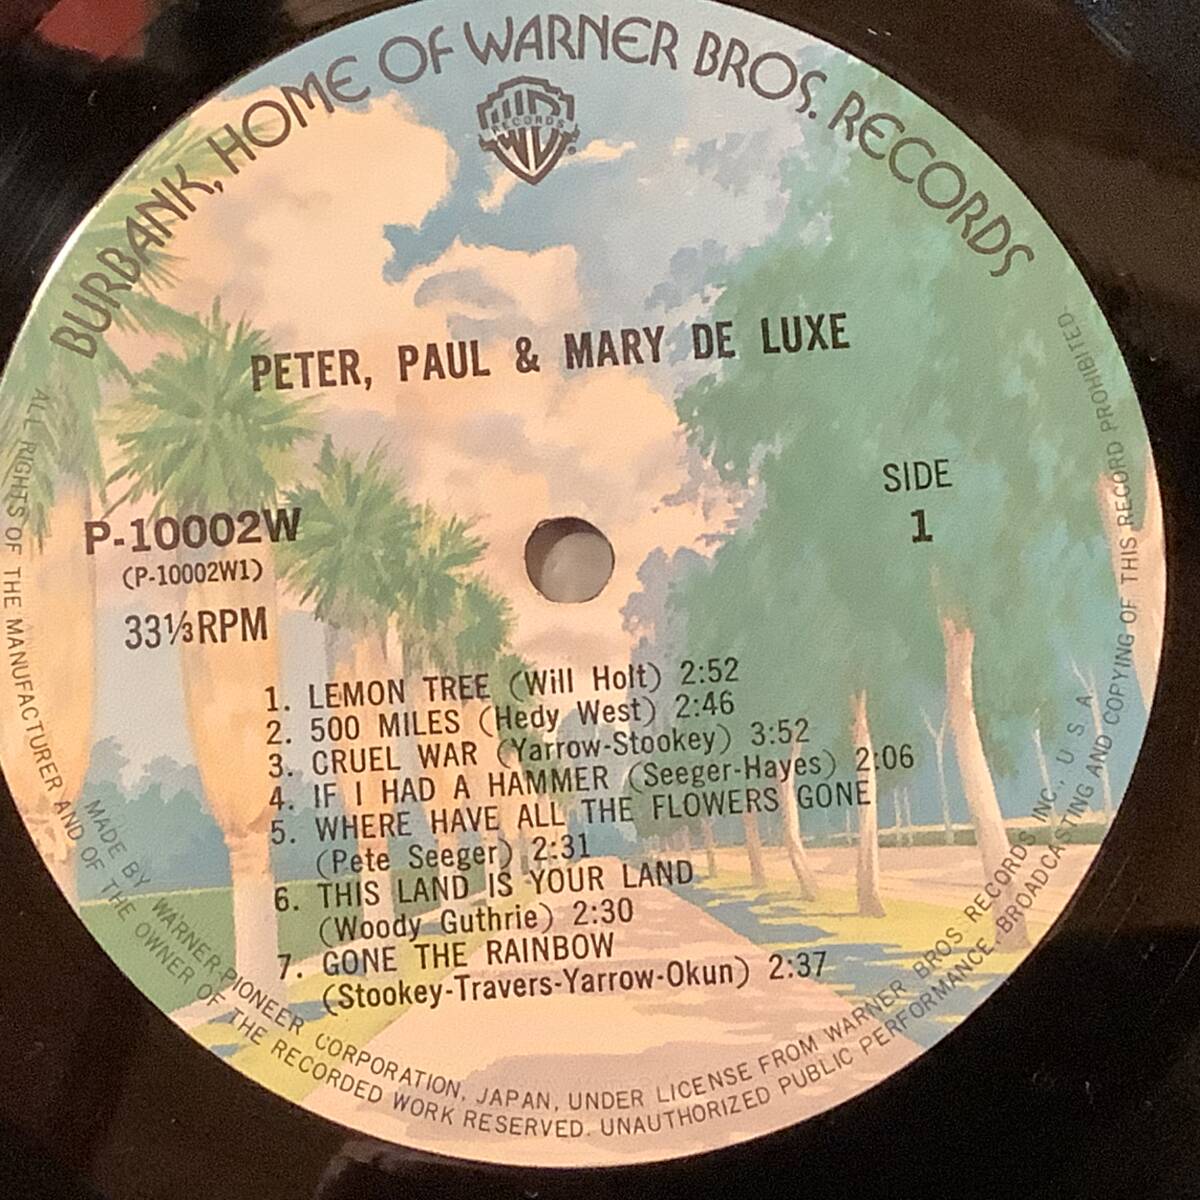 BURBANK, HOME OF WARNER BROS. RECORDS
WB
RECORDS
PETER, PAUL & MARY DE LUXE
SIDE
1
P-10002W
(P-10002W1)
33⅓RPM
1. LEMON TREE (Will Holt) 2:52
2. 500 MILES (Hedy West) 2:46
3. CRUEL WAR (Yarrow-Stookey) 3:52
4. IF I HAD A HAMMER (Seeger-Hayes) 2:06
5. WHERE HAVE ALL THE FLOWERS GONE
(Pete Seeger) 2:31
6. THIS LAND IS YOUR LAND
(Woody Guthrie) 2:30
7. GONE THE RAINBOW
(Stookey-Travers-Yarrow-Okun) 2:37
MADE BY WARNER-PIONEER CORPORATION, JAPAN, UNDER LICENSE FROM WARNER BROS. RECORDS INC., U S A
ALL RIGHTS OF THE MANUFACTURER AND OF THE OWNER OF THE RECORDED WORK RESERVED. UNAUTHORIZED PUBLIC PERFORMANCE, BROADCASTING AND COPYING OF THIS RECORD PROHIBITED.